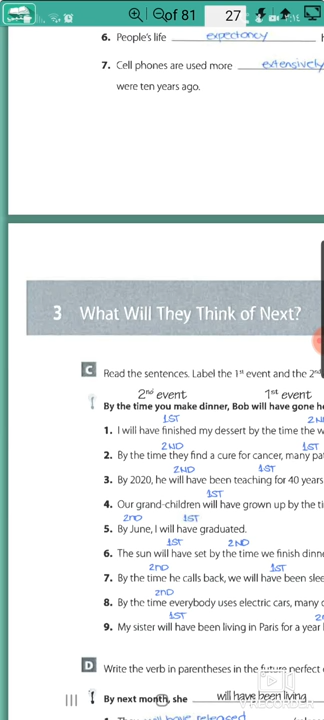 of 81 27
6. People's life expectancy
7. Cell phones are used more extensively
were ten years ago.
3 What Will They Think of Next?
C Read the sentences. Label the 1st event and the 2nd
2nd event 1st event
By the time you make dinner, Bob will have gone
1ST
1. I will have finished my dessert by the time the
2ND 1ST
2. By the time they find a cure for cancer, many
2ND 1ST
3. By 2020, he will have been teaching for 40 years
1ST
4. Our grand-children will have grown up by the
2nD 1ST
5. By June, I will have graduated.
1ST 2ND
6. The sun will have set by the time we finish
2ND 1ST
7. By the time he calls back, we will have been
2ND
8. By the time everybody uses electric cars, many
1ST
9. My sister will have been living in Paris for a year
D Write the verb in parentheses in the future perfect
By next month, she will have been living
will have released